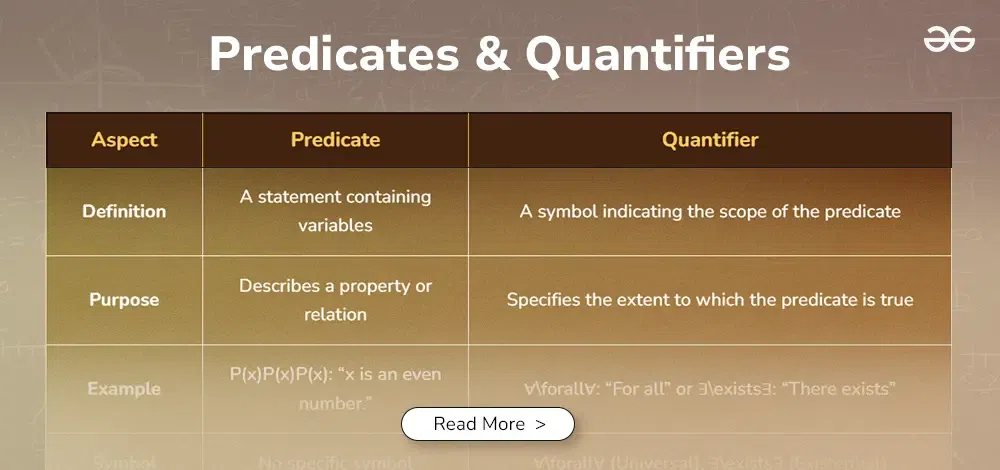 Predicates & Quantifiers
Aspect
Predicate
Quantifier
Definition
A statement containing
variables
A symbol indicating the scope of the predicate
Purpose
Describes a property or
relation
Specifies the extent to which the predicate is true
Example
P(x)P(x)P(x): “x is an even
number.”
∀\forall∀: “For all” or ∃\exists∃: “There exists”
Read More >
Symbol
No specific symbol
∀\forall∀ (Universal), ∃\exists∃ (Existential)